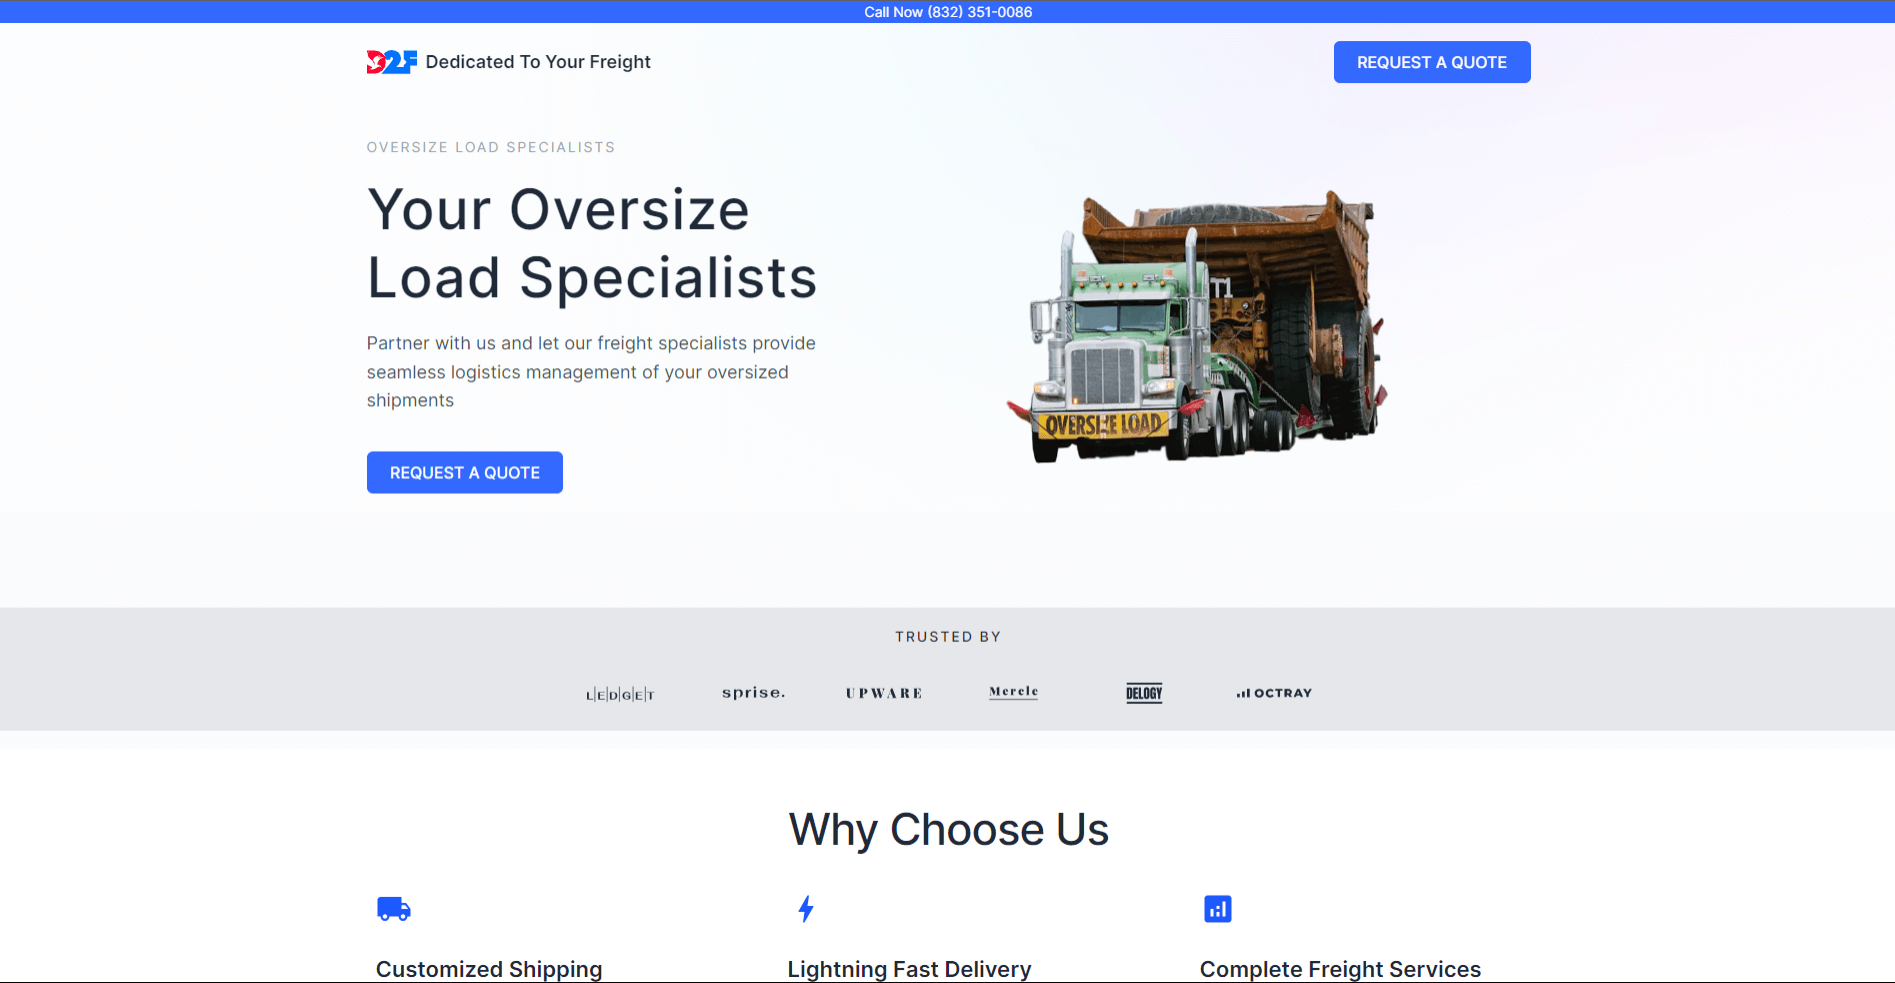 Call Now (832) 351-0086
D2F Dedicated To Your Freight
REQUEST A QUOTE
OVERSIZE LOAD SPECIALISTS
Your Oversize
Load Specialists
Partner with us and let our freight specialists provide
seamless logistics management of your oversized
shipments
REQUEST A QUOTE
T1
OVERSIZE LOAD
TRUSTED BY
LEDGET
sprise.
UPWARE
Mercle
DELOGY
OCTRAY
Why Choose Us
Customized Shipping
Lightning Fast Delivery
Complete Freight Services